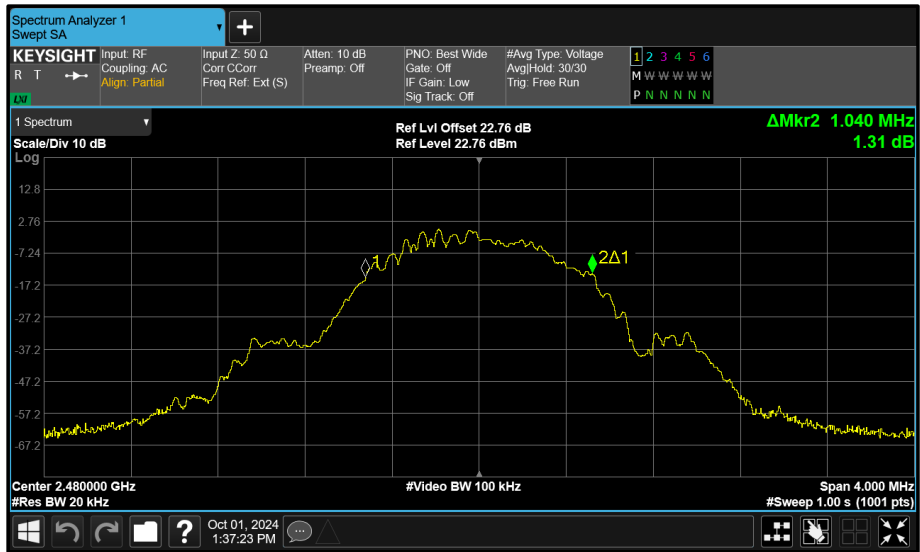 Spectrum Analyzer 1
Swept SA
KEYSIGHT
R T
LXI
Input: RF
Coupling: AC
Align: Partial
Input Z: 50 Ω
Corr CCorr
Freq Ref: Ext (S)
Atten: 10 dB
Preamp: Off
PNO: Best Wide
Gate: Off
IF Gain: Low
Sig Track: Off
#Avg Type: Voltage
Avg|Hold: 30/30
Trig: Free Run
1 2 3 4 5 6
M W W W W W
P N N N N N
1 Spectrum
Scale/Div 10 dB
Ref Lvl Offset 22.76 dB
Ref Level 22.76 dBm
ΔMkr2 1.040 MHz
1.31 dB
Log
12.8
2.76
-7.24
-17.2
-27.2
-37.2
-47.2
-57.2
-67.2
1
2Δ1
Center 2.480000 GHz
#Res BW 20 kHz
#Video BW 100 kHz
Span 4.000 MHz
#Sweep 1.00 s (1001 pts)
Oct 01, 2024
1:37:23 PM